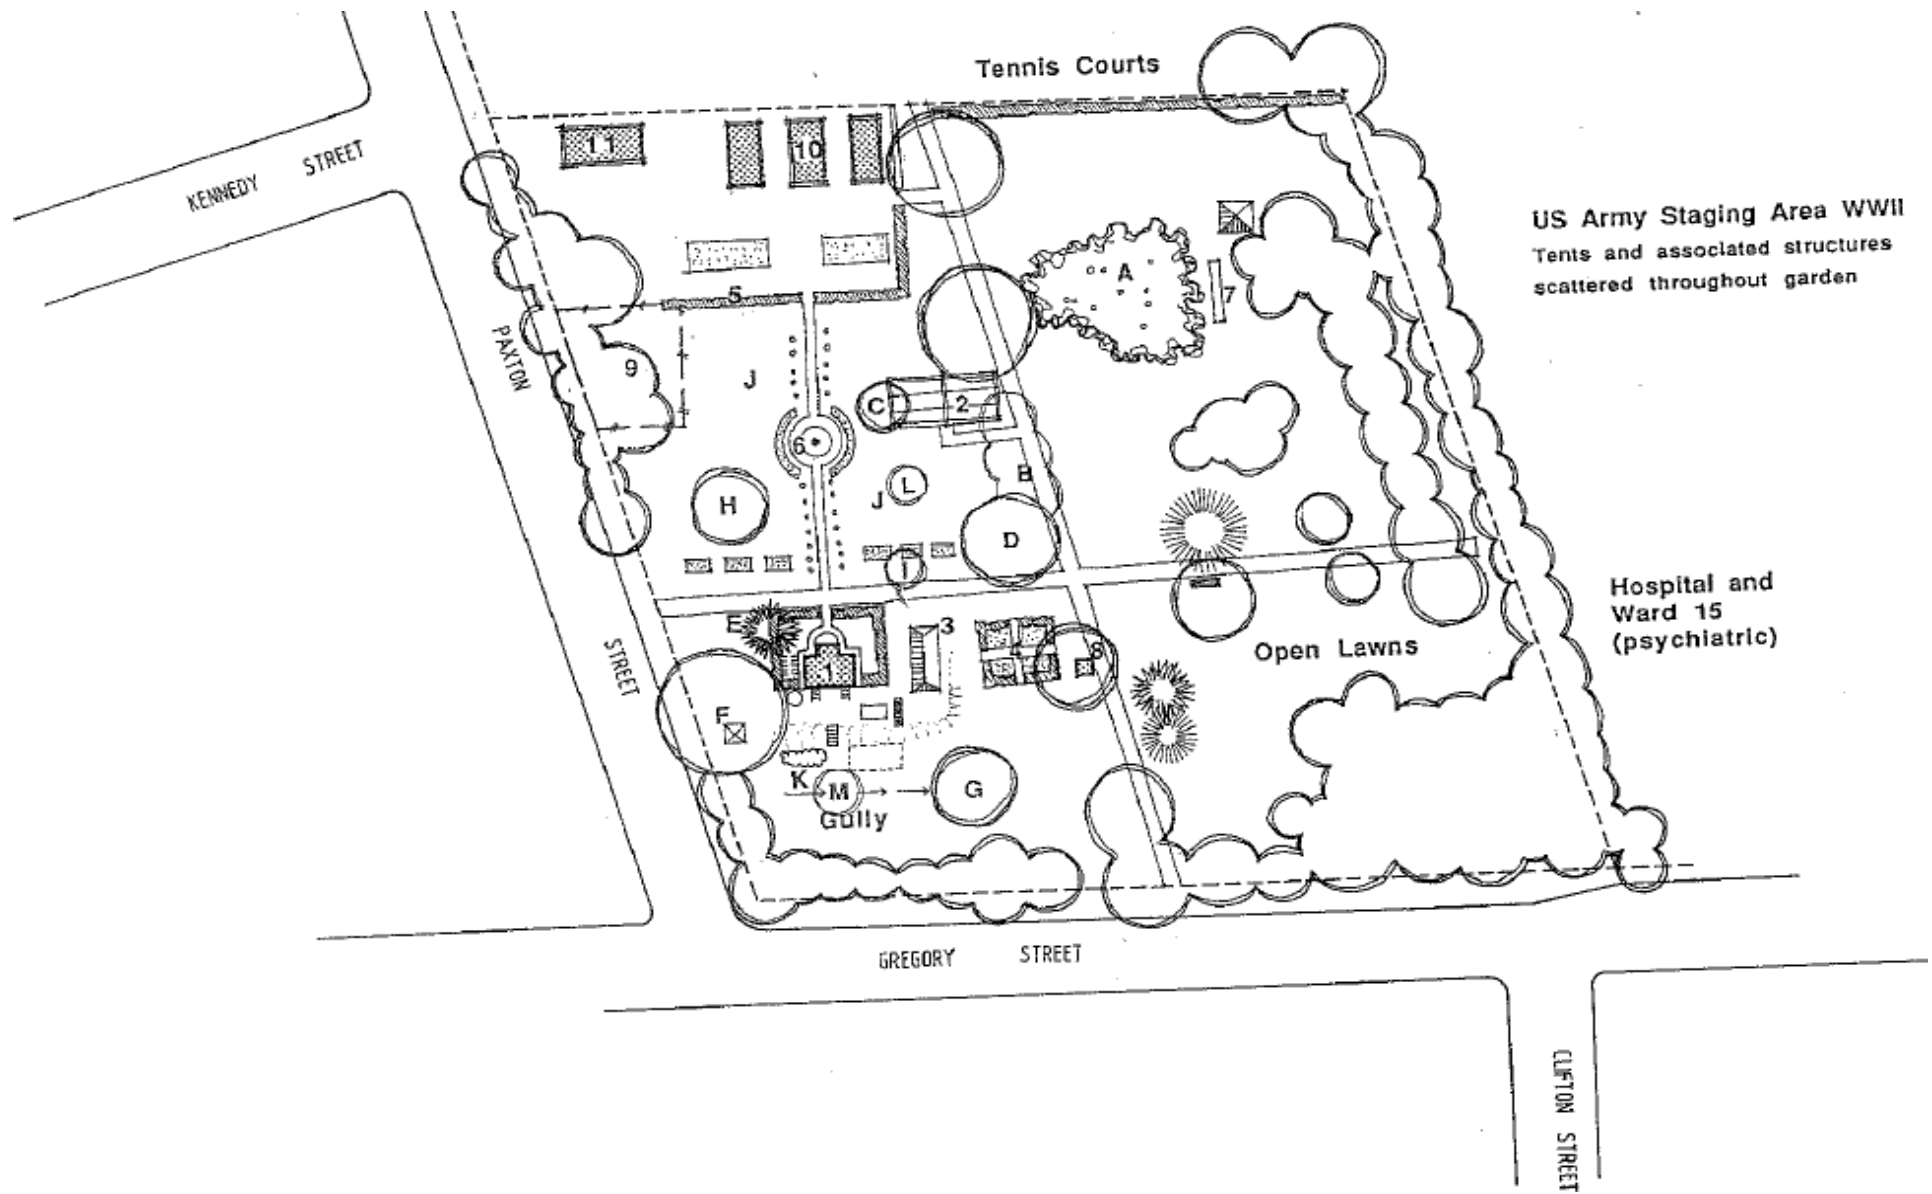 Tennis Courts
11
10
KENNEDY STREET
US Army Staging Area WWII
Tents and associated structures
scattered throughout garden
A
5
7
PAXTON
9
J
C
2
6
B
H
J
L
D
I
E
3
Hospital and
Ward 15
(psychiatric)
Open Lawns
1
8
STREET
F
K
M
G
Gully
GREGORY STREET
CLIFTON STREET